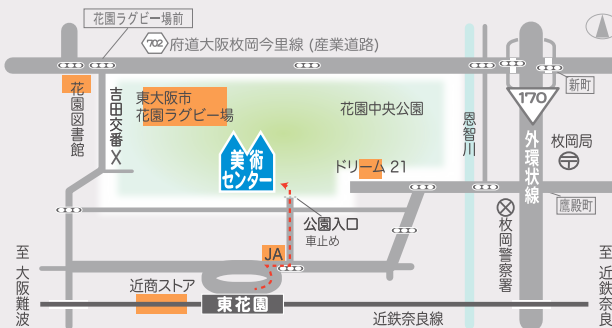 花園ラグビー場前
702 府道大阪枚岡今里線 (産業道路)
新町
170
花園図書館
吉田交番
東大阪市
花園ラグビー場
花園中央公園
恩智川
外環状線
枚岡局
美術
センター
ドリーム 21
鷹殿町
公園入口
車止め
枚岡警察署
至 大阪難波
JA
至 近鉄奈良
近商ストア
東花園
近鉄奈良線